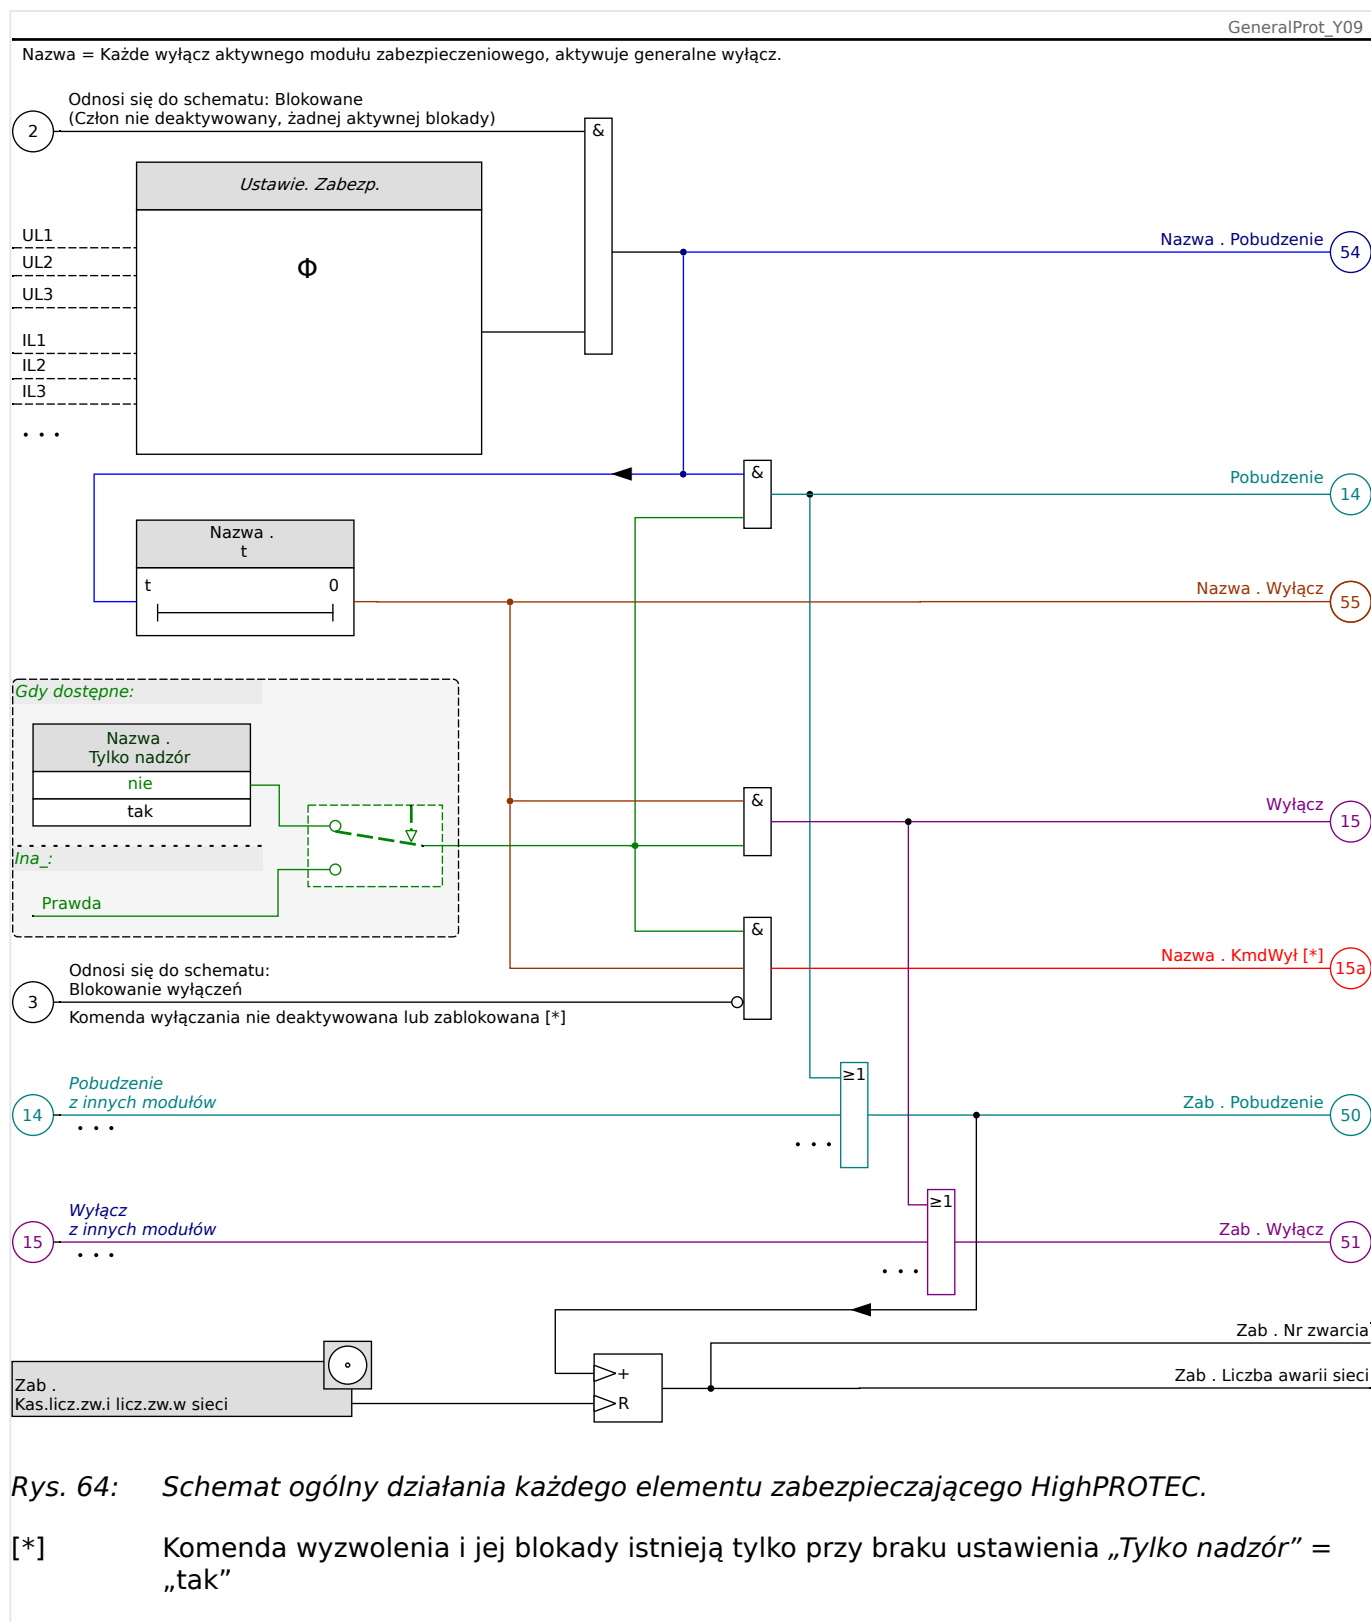 GeneralProt_Y09
Nazwa = Każde wyłącz aktywnego modułu zabezpieczeniowego, aktywuje generalne wyłącz.
Odnosi się do schematu: Blokowane
(Człon nie deaktywowany, żadnej aktywnej blokady)
2
&
Ustawie. Zabezp.
UL1
UL2
UL3
Φ
IL1
IL2
IL3
. . .
Nazwa . Pobudzenie
54
&
Pobudzenie
14
Nazwa .
t
t 0
Nazwa . Wyłącz
55
Gdy dostępne:
Nazwa .
Tylko nadzór
nie
tak
Ina_:
Prawda
&
Wyłącz
15
&
Nazwa . KmdWył [*]
15a
Odnosi się do schematu:
Blokowanie wyłączeń
3
Komenda wyłączania nie deaktywowana lub zablokowana [*]
Pobudzenie
z innych modułów
14
. . .
≥1
. . .
Zab . Pobudzenie
50
Wyłącz
z innych modułów
15
. . .
≥1
. . .
Zab . Wyłącz
51
Zab .
Kas.licz.zw.i licz.zw.w sieci
+
R
Zab . Nr zwarcia
Zab . Liczba awarii sieci
Rys. 64: Schemat ogólny działania każdego elementu zabezpieczającego HighPROTEC.
[*] Komenda wyzwolenia i jej blokady istnieją tylko przy braku ustawienia „Tylko nadzór” =
„tak”